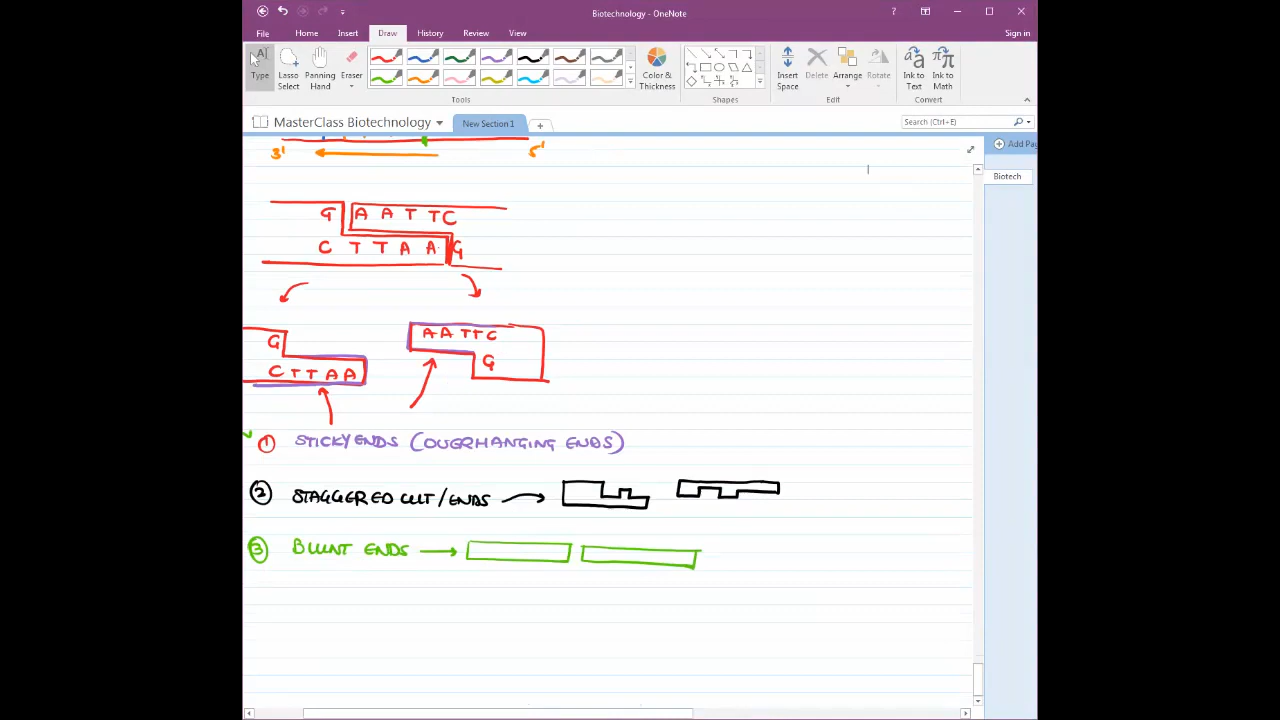 Biotechnology - OneNote
Sign in
File Home Insert Draw History Review View
Type
Lasso Select
Panning Hand
Eraser
Color & Thickness
Insert Space
Delete
Arrange
Rotate
Ink to Text
Ink to Math
Tools
Shapes
Edit
Convert
MasterClass Biotechnology
New Section 1
Search (Ctrl+E)
Add Pa
Biotech
3' 5'
G A A T T C
C T T A A G
G
C T T A A
A A T T C
G
1 STICKY ENDS (OVERHANGING ENDS)
2 STAGGERED CUT/ENDS
3 BLUNT ENDS